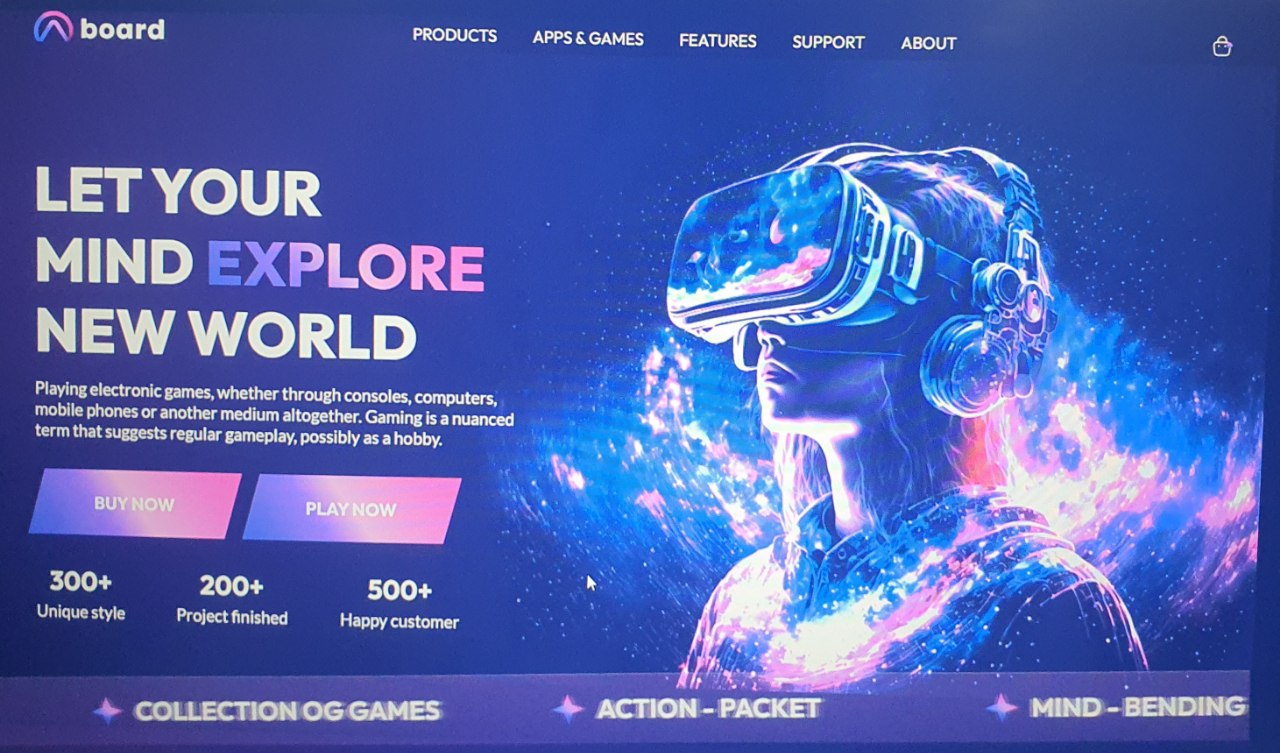 board
PRODUCTS APPS & GAMES FEATURES SUPPORT ABOUT
LET YOUR
MIND EXPLORE
NEW WORLD
Playing electronic games, whether through consoles, computers,
mobile phones or another medium altogether. Gaming is a nuanced
term that suggests regular gameplay, possibly as a hobby.
BUY NOW PLAY NOW
300+ 200+ 500+
Unique style Project finished Happy customer
COLLECTION OG GAMES ACTION - PACKET MIND - BENDING